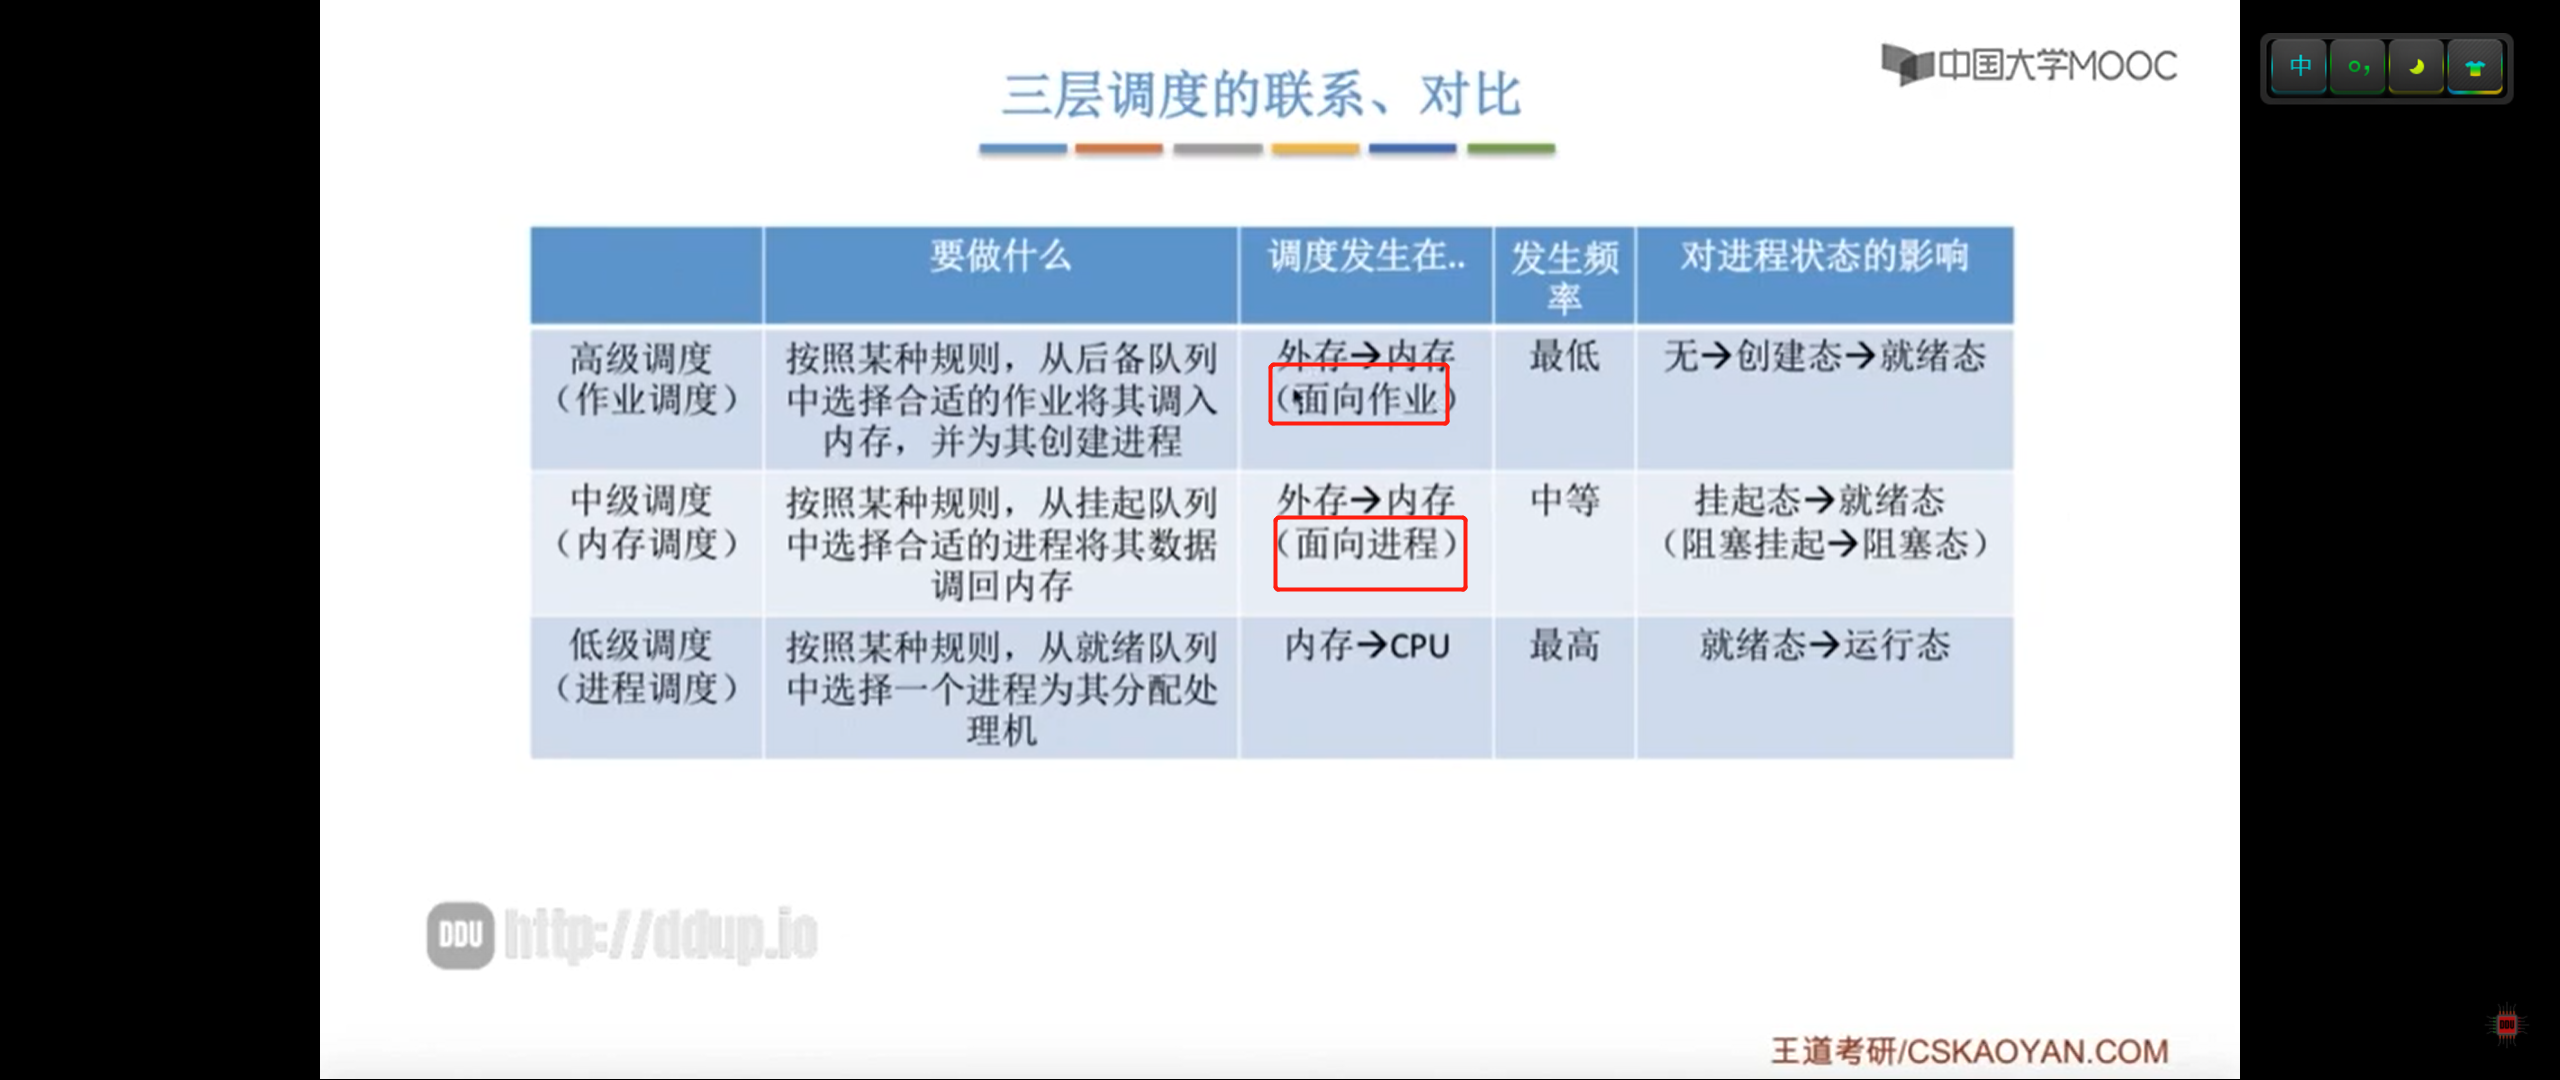 中国大学MOOC
中
三层调度的联系、对比
要做什么
调度发生在..
发生频
率
对进程状态的影响
高级调度
（作业调度）
按照某种规则，从后备队列
中选择合适的作业将其调入
内存，并为其创建进程
外存→内存
（面向作业）
最低
无→创建态→就绪态
中级调度
（内存调度）
按照某种规则，从挂起队列
中选择合适的进程将其数据
调回内存
外存→内存
（面向进程）
中等
挂起态→就绪态
（阻塞挂起→阻塞态）
低级调度
（进程调度）
按照某种规则，从就绪队列
中选择一个进程为其分配处
理机
内存→CPU
最高
就绪态→运行态
DDU http://ddup.io
王道考研/CSKAOYAN.COM
DDU